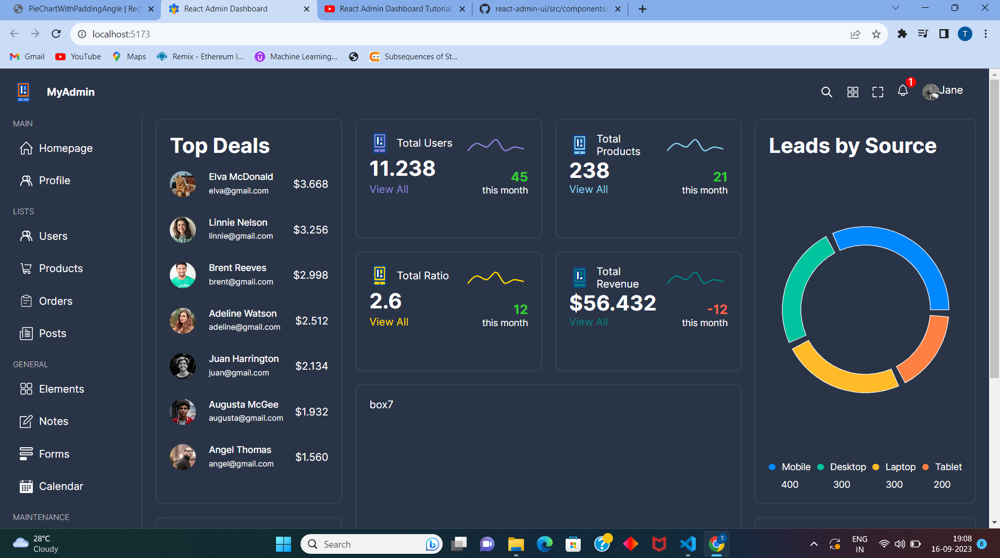 PieChartWithPaddingAngle | Rec
React Admin Dashboard
React Admin Dashboard Tutorial
react-admin-ui/src/components/
localhost:5173
T
Gmail
YouTube
Maps
Remix - Ethereum I...
Machine Learning...
Subsequences of St...
MyAdmin
1
Jane
MAIN
Homepage
Profile
LISTS
Users
Products
Orders
Posts
GENERAL
Elements
Notes
Forms
Calendar
MAINTENANCE
Top Deals
Elva McDonald
elva@gmail.com
$3.668
Linnie Nelson
linnie@gmail.com
$3.256
Brent Reeves
brent@gmail.com
$2.998
Adeline Watson
adeline@gmail.com
$2.512
Juan Harrington
juan@gmail.com
$2.134
Augusta McGee
augusta@gmail.com
$1.932
Angel Thomas
angel@gmail.com
$1.560
Total Users
11.238
View All
45
this month
Total
Products
238
View All
21
this month
Total Ratio
2.6
View All
12
this month
Total
Revenue
$56.432
View All
-12
this month
box7
Leads by Source
Mobile
400
Desktop
300
Laptop
300
Tablet
200
28°C
Cloudy
Search
T
ENG
IN
19:08
16-09-2023
8